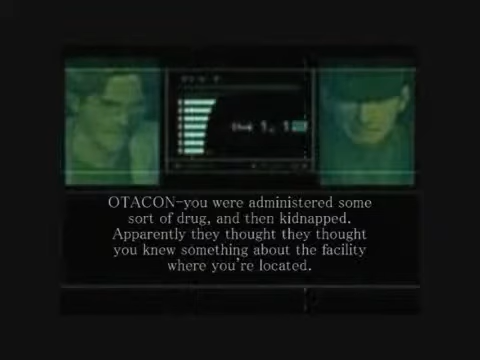 OTACON-you were administered some
sort of drug, and then kidnapped.
Apparently they thought they thought
you knew something about the facility
where you're located.